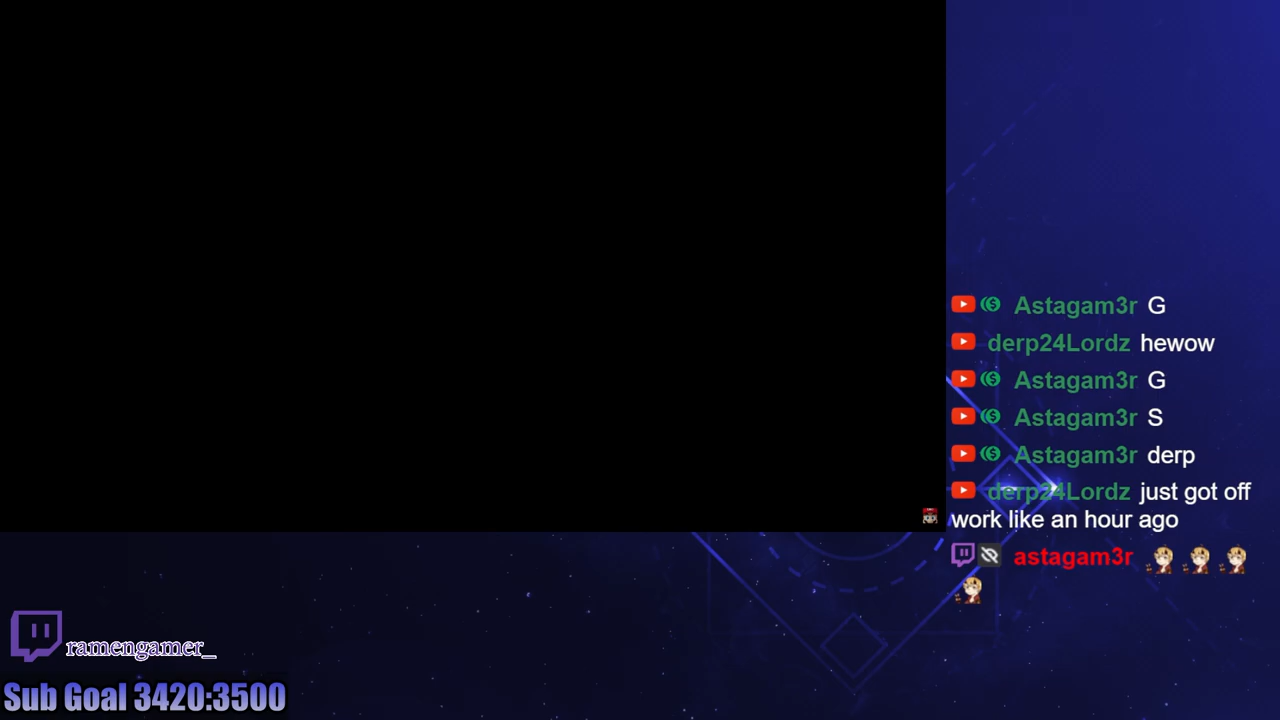 Astagam3r G
derp24Lordz hewow
Astagam3r G
Astagam3r S
Astagam3r derp
derp24Lordz just got off
work like an hour ago
astagam3r
ramengamer_
Sub Goal 3420:3500